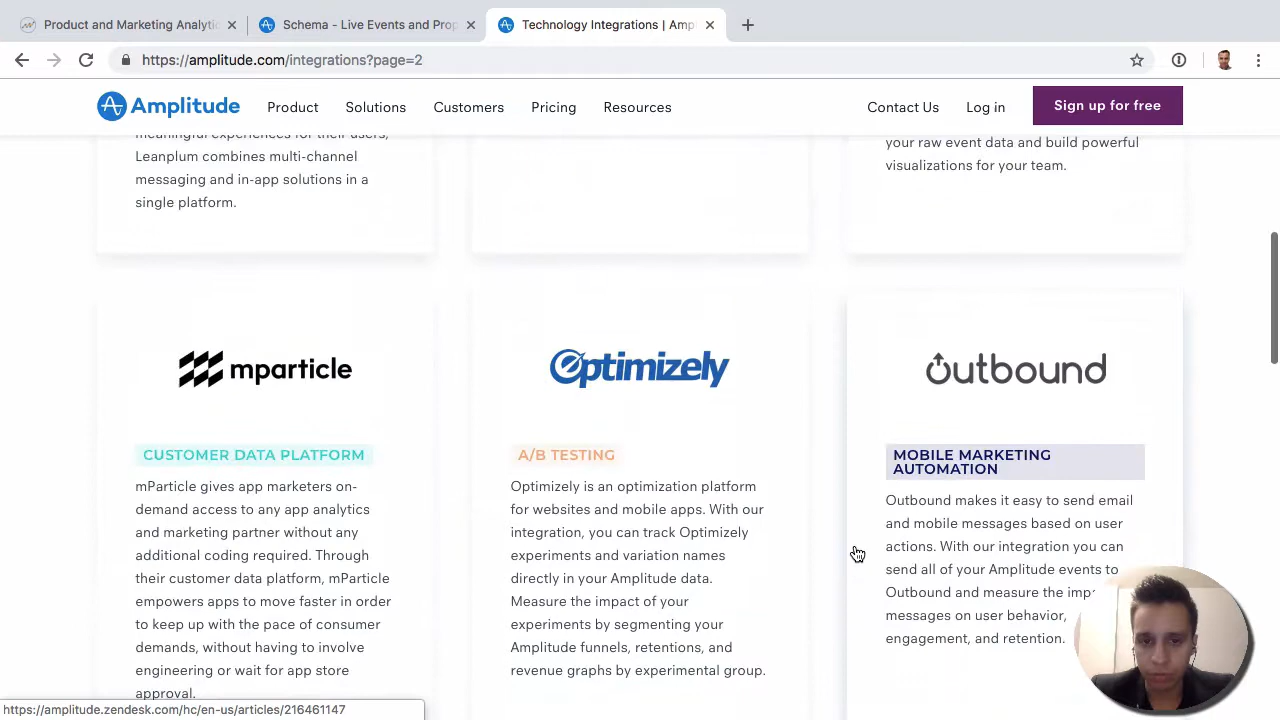 Product and Marketing Analytic
Schema - Live Events and Prop
Technology Integrations | Ampl
https://amplitude.com/integrations?page=2
Amplitude
Product
Solutions
Customers
Pricing
Resources
Contact Us
Log in
Sign up for free
meaningful experiences for their users,
Leanplum combines multi-channel
messaging and in-app solutions in a
single platform.
your raw event data and build powerful
visualizations for your team.
mparticle
CUSTOMER DATA PLATFORM
mParticle gives app marketers on-
demand access to any app analytics
and marketing partner without any
additional coding required. Through
their customer data platform, mParticle
empowers apps to move faster in order
to keep up with the pace of consumer
demands, without having to involve
engineering or wait for app store
approval.
Optimizely
A/B TESTING
Optimizely is an optimization platform
for websites and mobile apps. With our
integration, you can track Optimizely
experiments and variation names
directly in your Amplitude data.
Measure the impact of your
experiments by segmenting your
Amplitude funnels, retentions, and
revenue graphs by experimental group.
outbound
MOBILE MARKETING
AUTOMATION
Outbound makes it easy to send email
and mobile messages based on user
actions. With our integration you can
send all of your Amplitude events to
Outbound and measure the imp
messages on user behavior,
engagement, and retention.
https://amplitude.zendesk.com/hc/en-us/articles/216461147